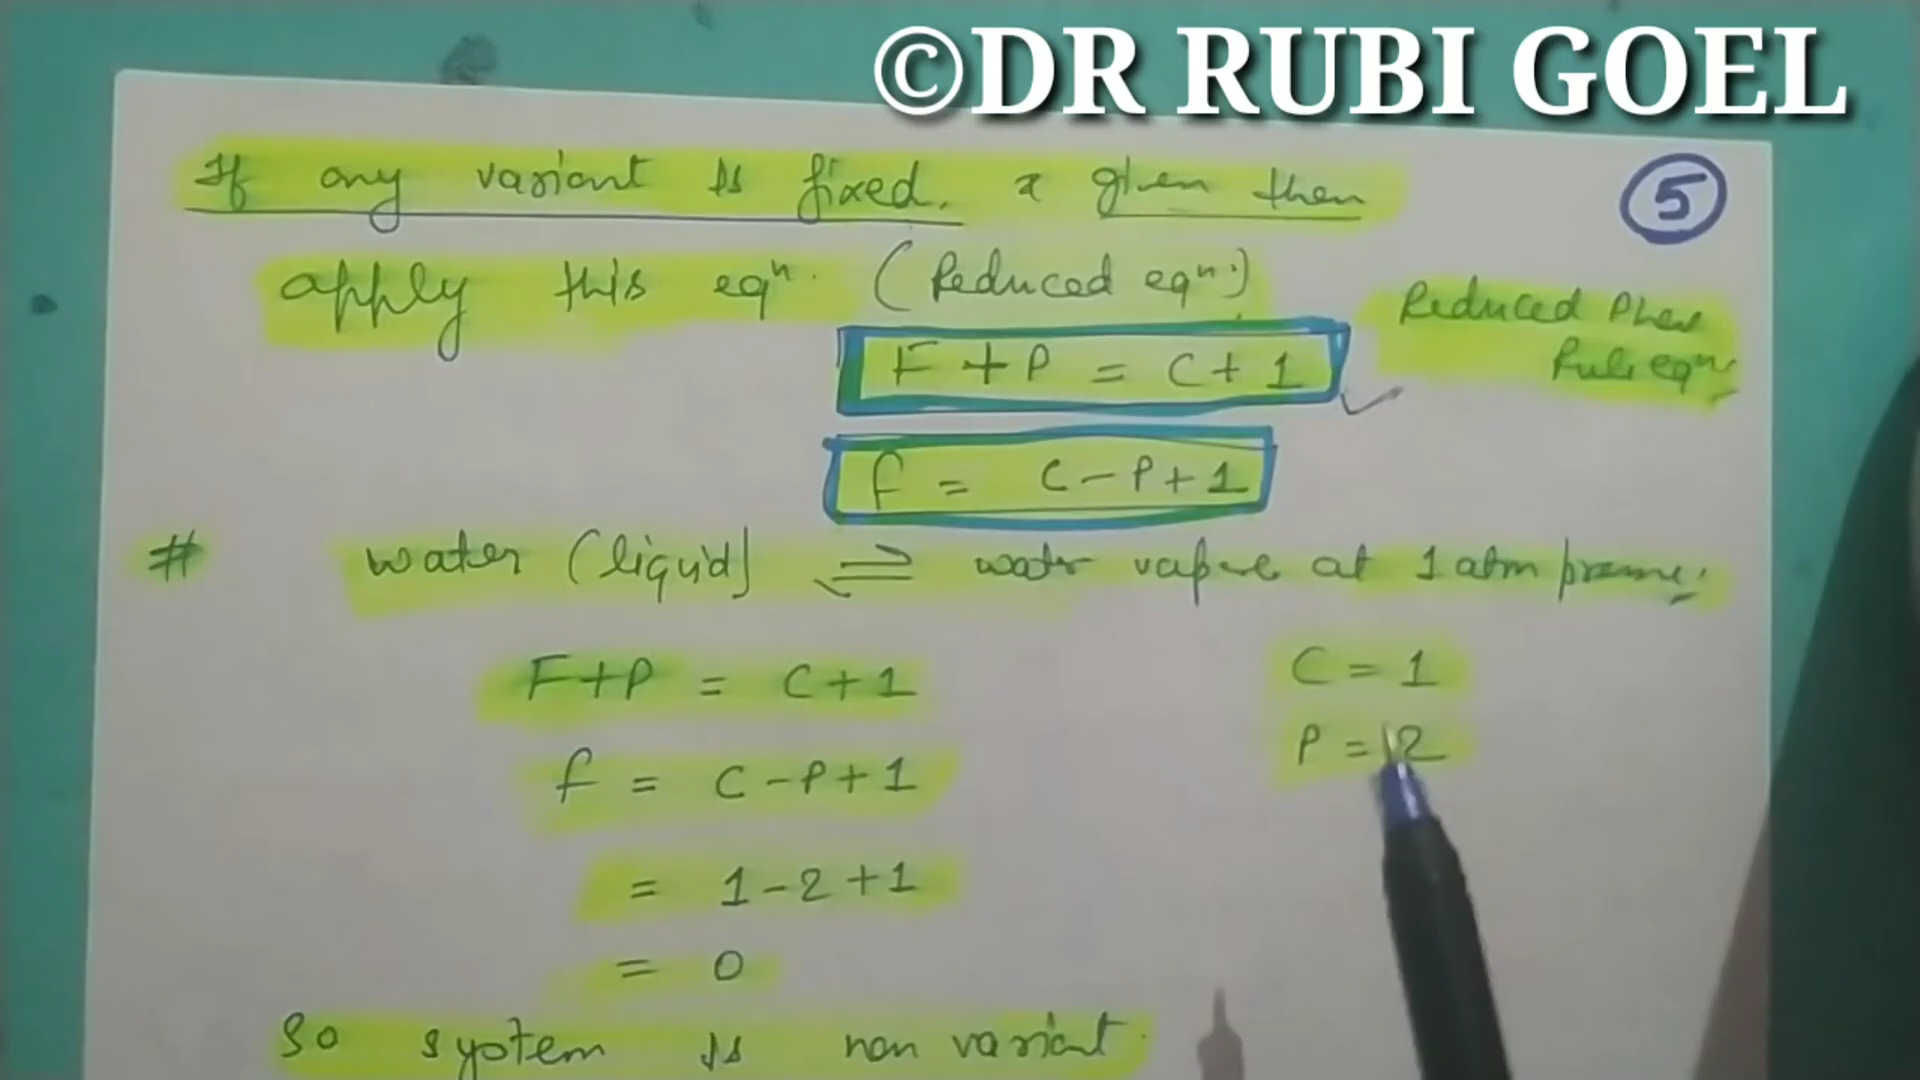 ©DR RUBI GOEL
If any variant is fixed. & given then
5
apply this eqⁿ. (Reduced eqⁿ.)
Reduced Phase
Rule eqⁿ
F + P = C + 1
f = C - P + 1
# water (liquid) ⇌ water vapour at 1 atm pressure.
F+P = C+1
C = 1
f = C-P+1
P = 2
= 1-2+1
= 0
So system is non variant.